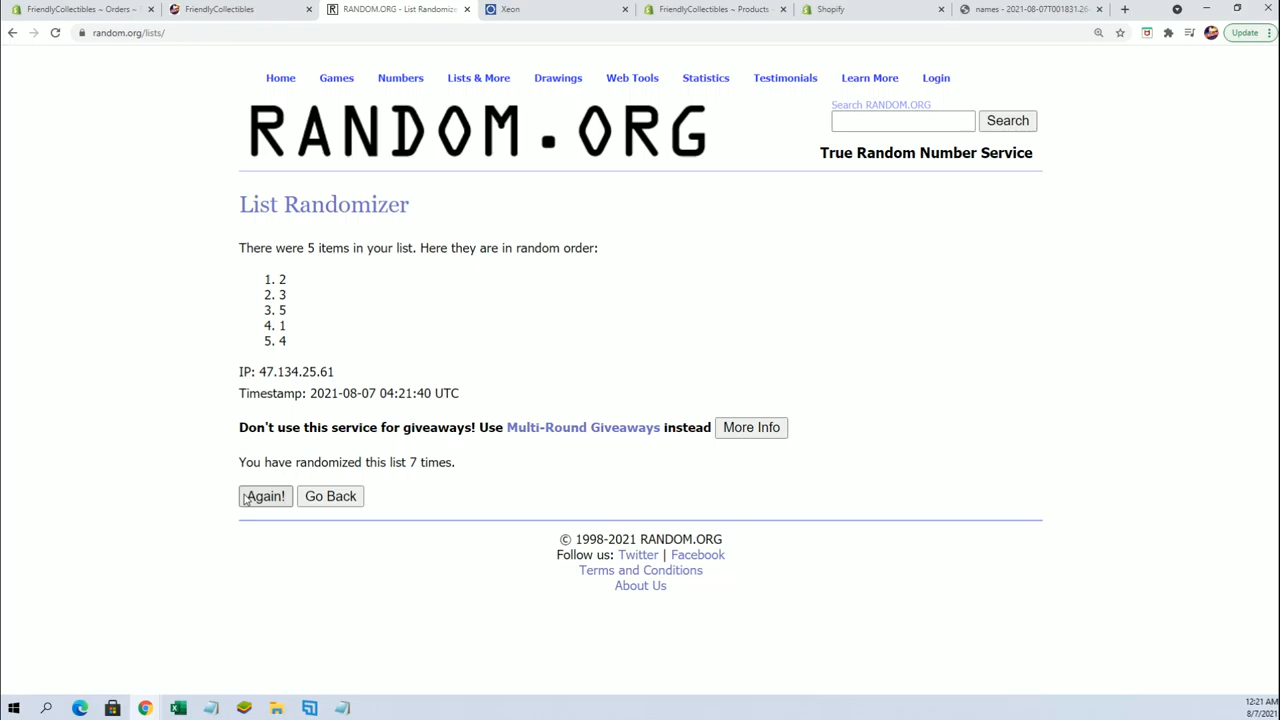 FriendlyCollectibles ~ Orders ~
FriendlyCollectibles
RANDOM.ORG - List Randomize
Xeon
FriendlyCollectibles ~ Products
Shopify
names - 2021-08-07T001831.26
random.org/lists/
Update
Home Games Numbers Lists & More Drawings Web Tools Statistics Testimonials Learn More Login
RANDOM.ORG
Search RANDOM.ORG
Search
True Random Number Service
List Randomizer
There were 5 items in your list. Here they are in random order:
1. 2
2. 3
3. 5
4. 1
5. 4
IP: 47.134.25.61
Timestamp: 2021-08-07 04:21:40 UTC
Don't use this service for giveaways! Use Multi-Round Giveaways instead More Info
You have randomized this list 7 times.
Again! Go Back
© 1998-2021 RANDOM.ORG
Follow us: Twitter | Facebook
Terms and Conditions
About Us
12:21 AM
8/7/2021